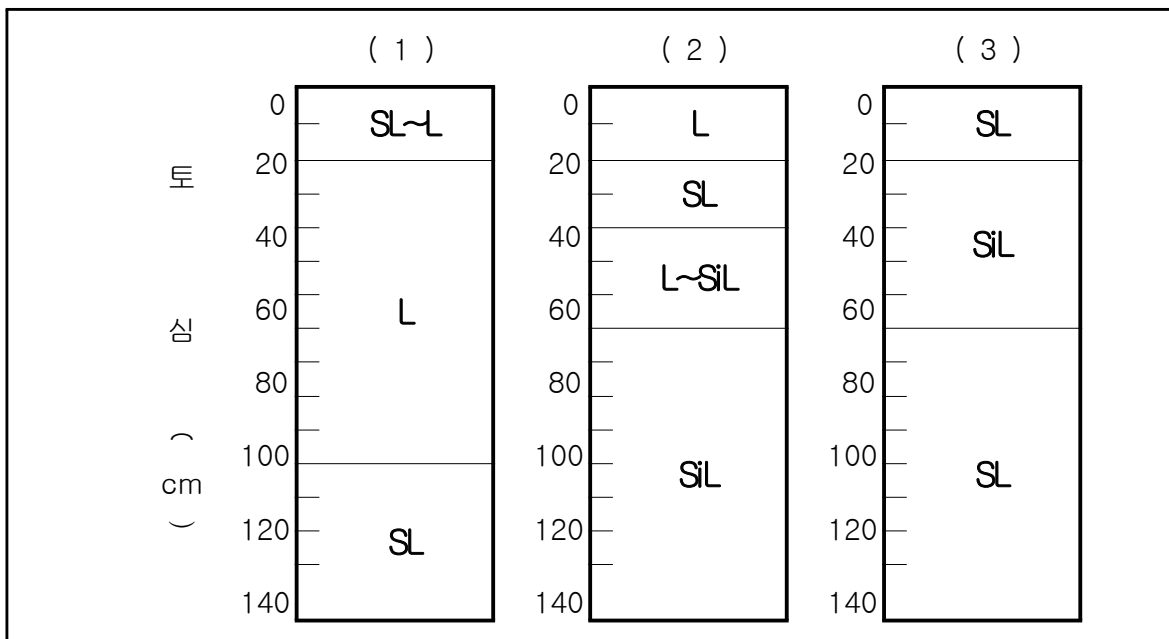 ( 1 ) ( 2 ) ( 3 )
0 0 0
SL~L L SL
20 20 20
토
SL
40 40 40
SiL
L~SiL
60 60 60
L
심
80 80 80
100 100 100
(
cm
)
SiL SL
120 120 120
SL
140 140 140